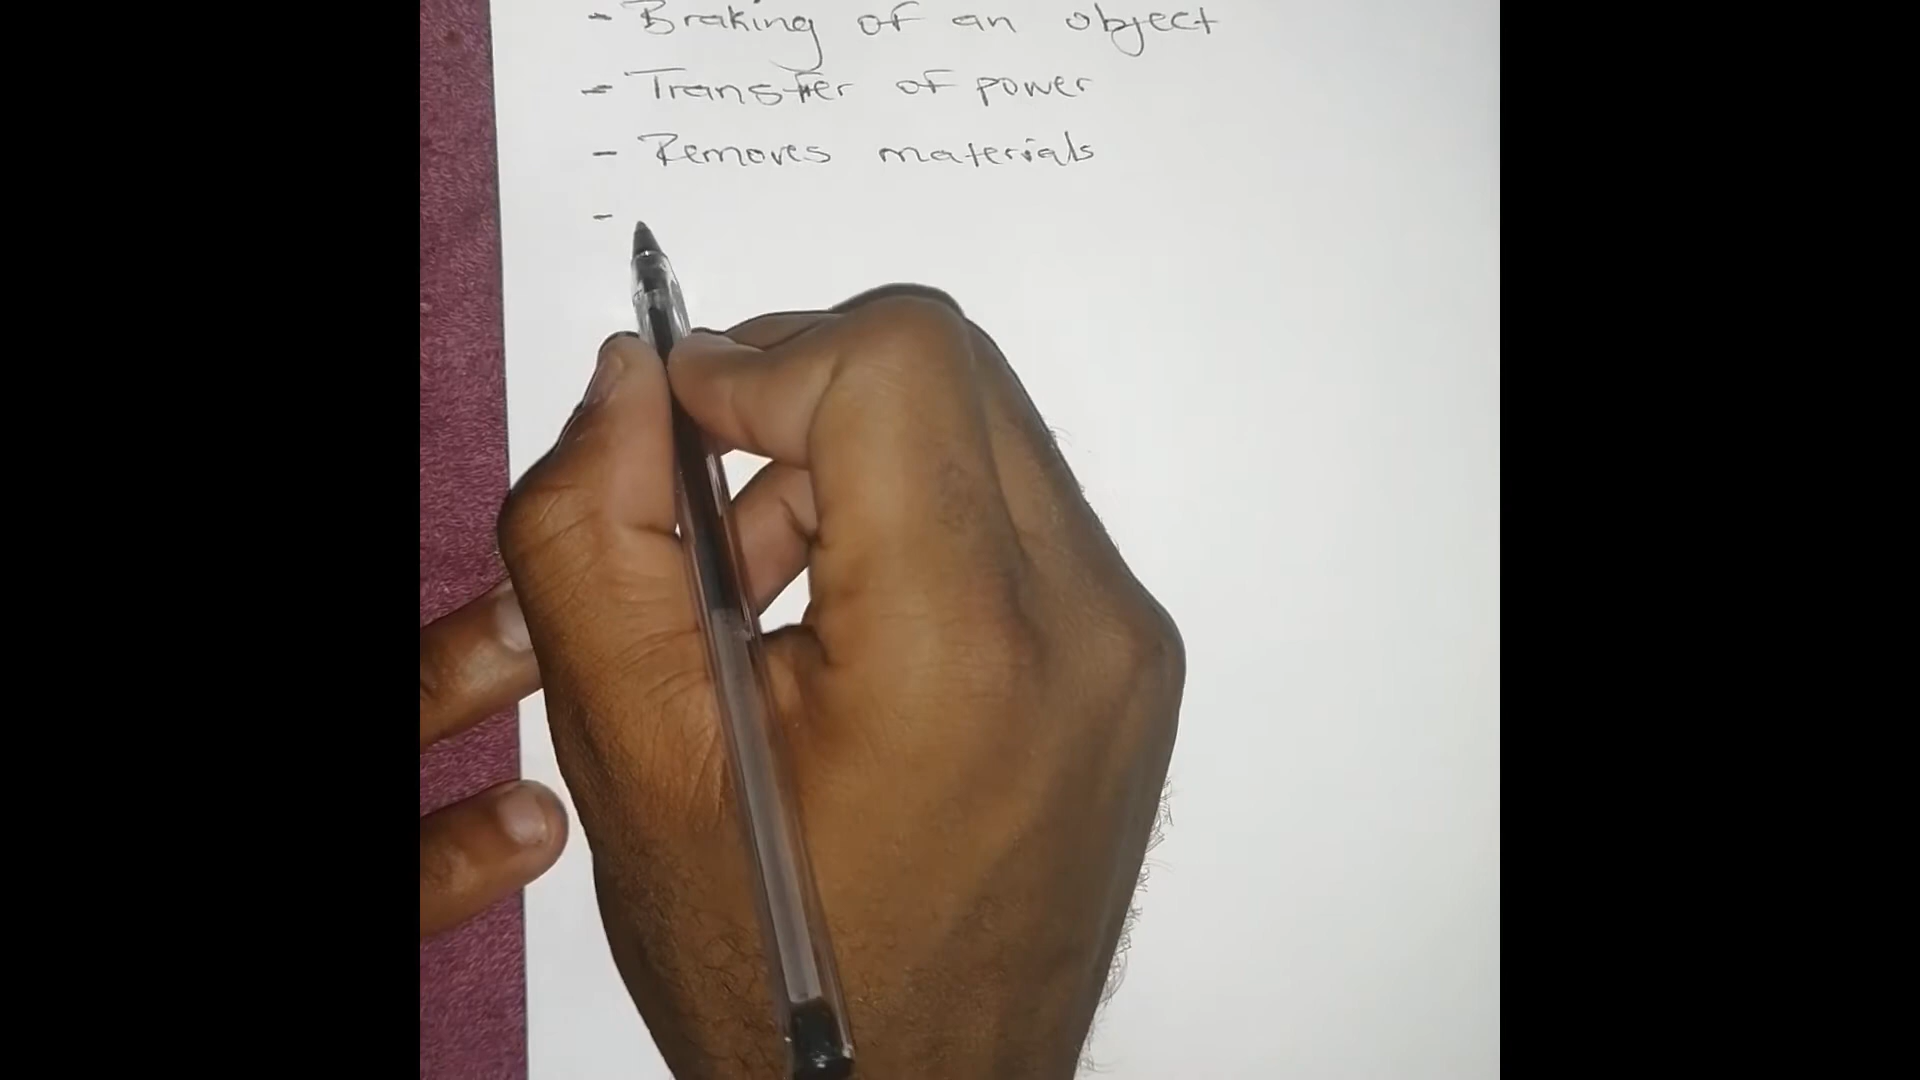 - Braking of an object
- Transfer of power
- Removes materials
-